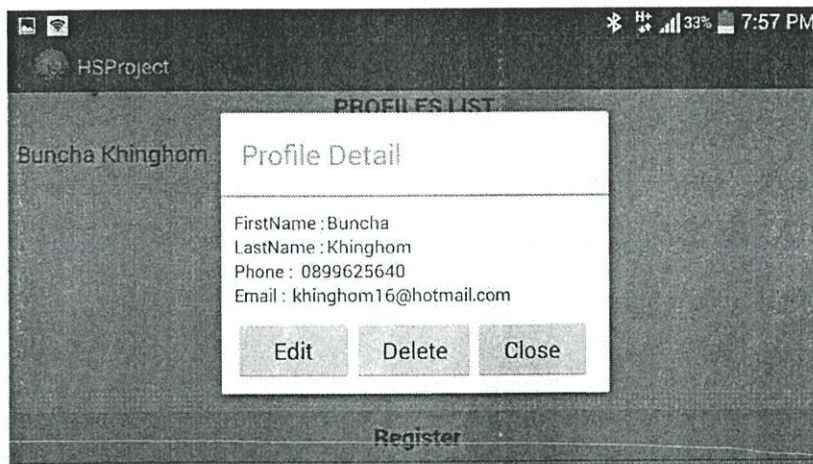 H+ 33% 7:57 PM
HSProject
PROFILES LIST
Buncha Khinghom
Profile Detail
FirstName : Buncha
LastName : Khinghom
Phone : 0899625640
Email : khinghom16@hotmail.com
Edit Delete Close
Register